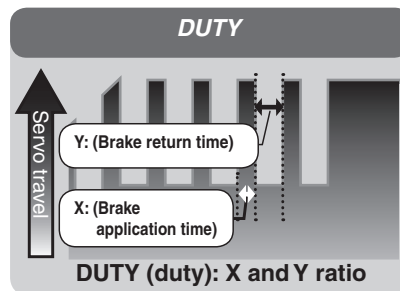 DUTY
Servo travel
Y: (Brake return time)
X: (Brake
application time)
DUTY (duty): X and Y ratio